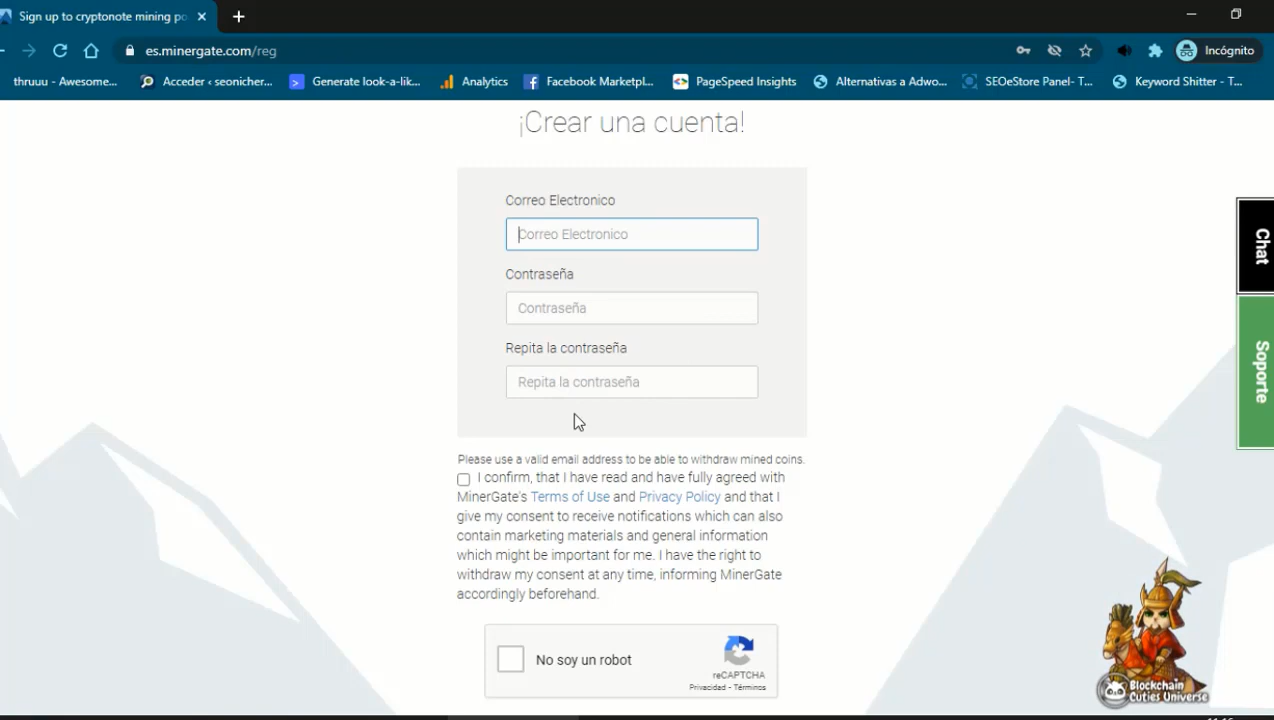 Sign up to cryptonote mining po
es.minergate.com/reg
Incógnito
thruuu - Awesome...
Acceder ‹ seonicher...
Generate look-a-lik...
Analytics
Facebook Marketpl...
PageSpeed Insights
Alternativas a Adwo...
SEOeStore Panel- T...
Keyword Shitter - T...
¡Crear una cuenta!
Correo Electronico
Correo Electronico
Contraseña
Contraseña
Repita la contraseña
Repita la contraseña
Please use a valid email address to be able to withdraw mined coins.
I confirm, that I have read and have fully agreed with
MinerGate's Terms of Use and Privacy Policy and that I
give my consent to receive notifications which can also
contain marketing materials and general information
which might be important for me. I have the right to
withdraw my consent at any time, informing MinerGate
accordingly beforehand.
No soy un robot
reCAPTCHA
Privacidad - Términos
Chat
Soporte
Blockchain
Cuties Universe